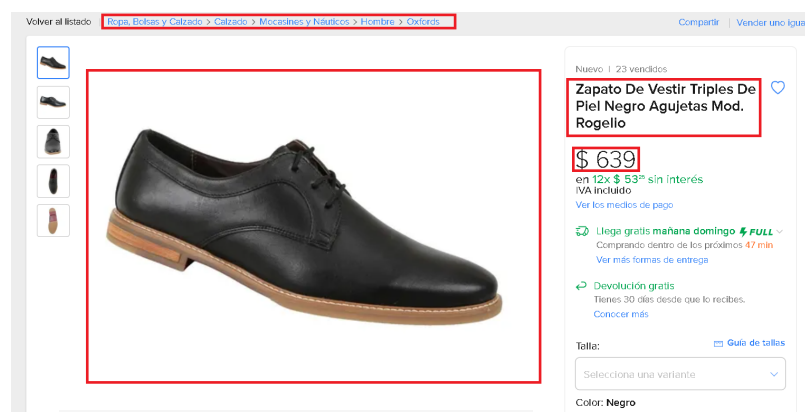 Volver al listado Ropa, Bolsas y Calzado > Calzado > Mocasines y Náuticos > Hombre > Oxfords Compartir | Vender uno igua
Nuevo | 23 vendidos
Zapato De Vestir Triples De
Piel Negro Agujetas Mod.
Rogelio
$ 639
en 12x $ 53²⁵ sin interés
IVA incluido
Ver los medios de pago
Llega gratis mañana domingo FULL
Comprando dentro de los próximos 47 min
Ver más formas de entrega
Devolución gratis
Tienes 30 días desde que lo recibes.
Conocer más
Talla: Guía de tallas
Selecciona una variante
Color: Negro